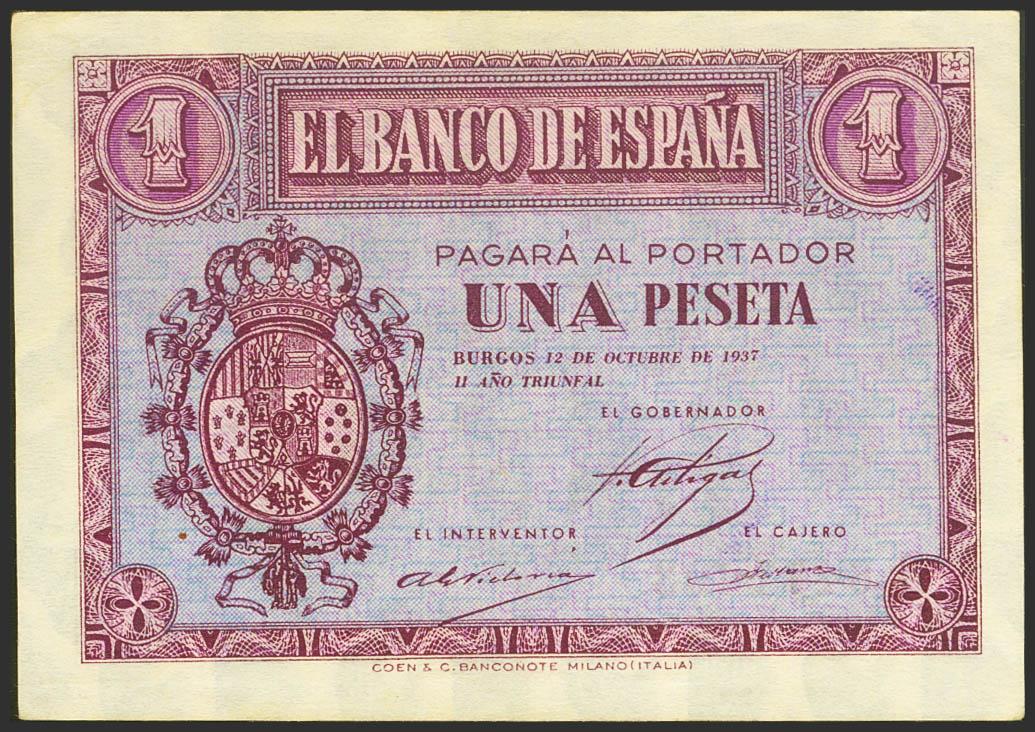 1 EL BANCO DE ESPAÑA 1
PAGARÁ AL PORTADOR
UNA PESETA
BURGOS 12 DE OCTUBRE DE 1937
II AÑO TRIUNFAL
EL GOBERNADOR
EL INTERVENTOR EL CAJERO
COEN & C. BANCONOTE MILANO (ITALIA)